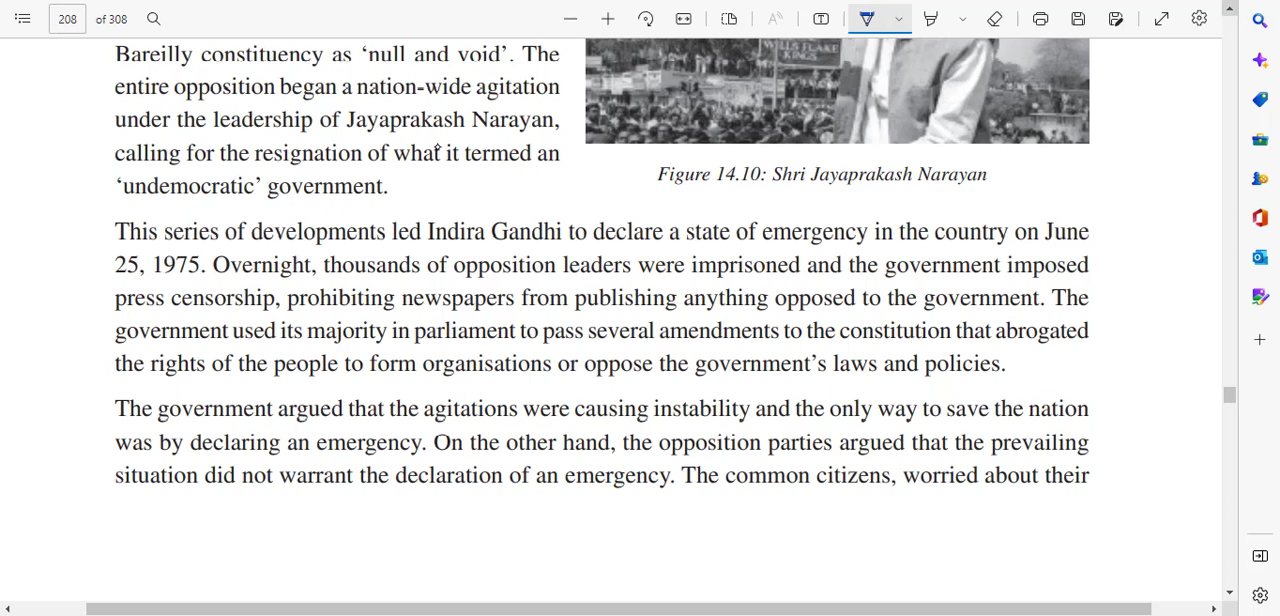 208 of 308
Bareilly constituency as ‘null and void’. The
entire opposition began a nation-wide agitation
under the leadership of Jayaprakash Narayan,
calling for the resignation of what it termed an
‘undemocratic’ government.
WILLS FLAKE
KINGS
Figure 14.10: Shri Jayaprakash Narayan
This series of developments led Indira Gandhi to declare a state of emergency in the country on June
25, 1975. Overnight, thousands of opposition leaders were imprisoned and the government imposed
press censorship, prohibiting newspapers from publishing anything opposed to the government. The
government used its majority in parliament to pass several amendments to the constitution that abrogated
the rights of the people to form organisations or oppose the government’s laws and policies.
The government argued that the agitations were causing instability and the only way to save the nation
was by declaring an emergency. On the other hand, the opposition parties argued that the prevailing
situation did not warrant the declaration of an emergency. The common citizens, worried about their